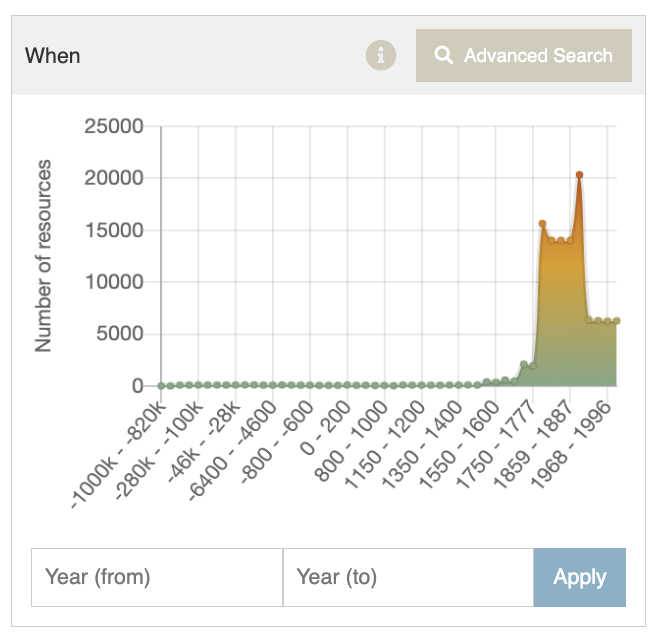 When
Advanced Search
25000
20000
15000
10000
5000
0
Number of resources
-1000k - -820k
-280k - -100k
-46k - -28k
-6400 - -4600
-800 - -600
0 - 200
800 - 1000
1150 - 1200
1350 - 1400
1550 - 1600
1750 - 1777
1859 - 1887
1968 - 1996
Year (from)
Year (to)
Apply